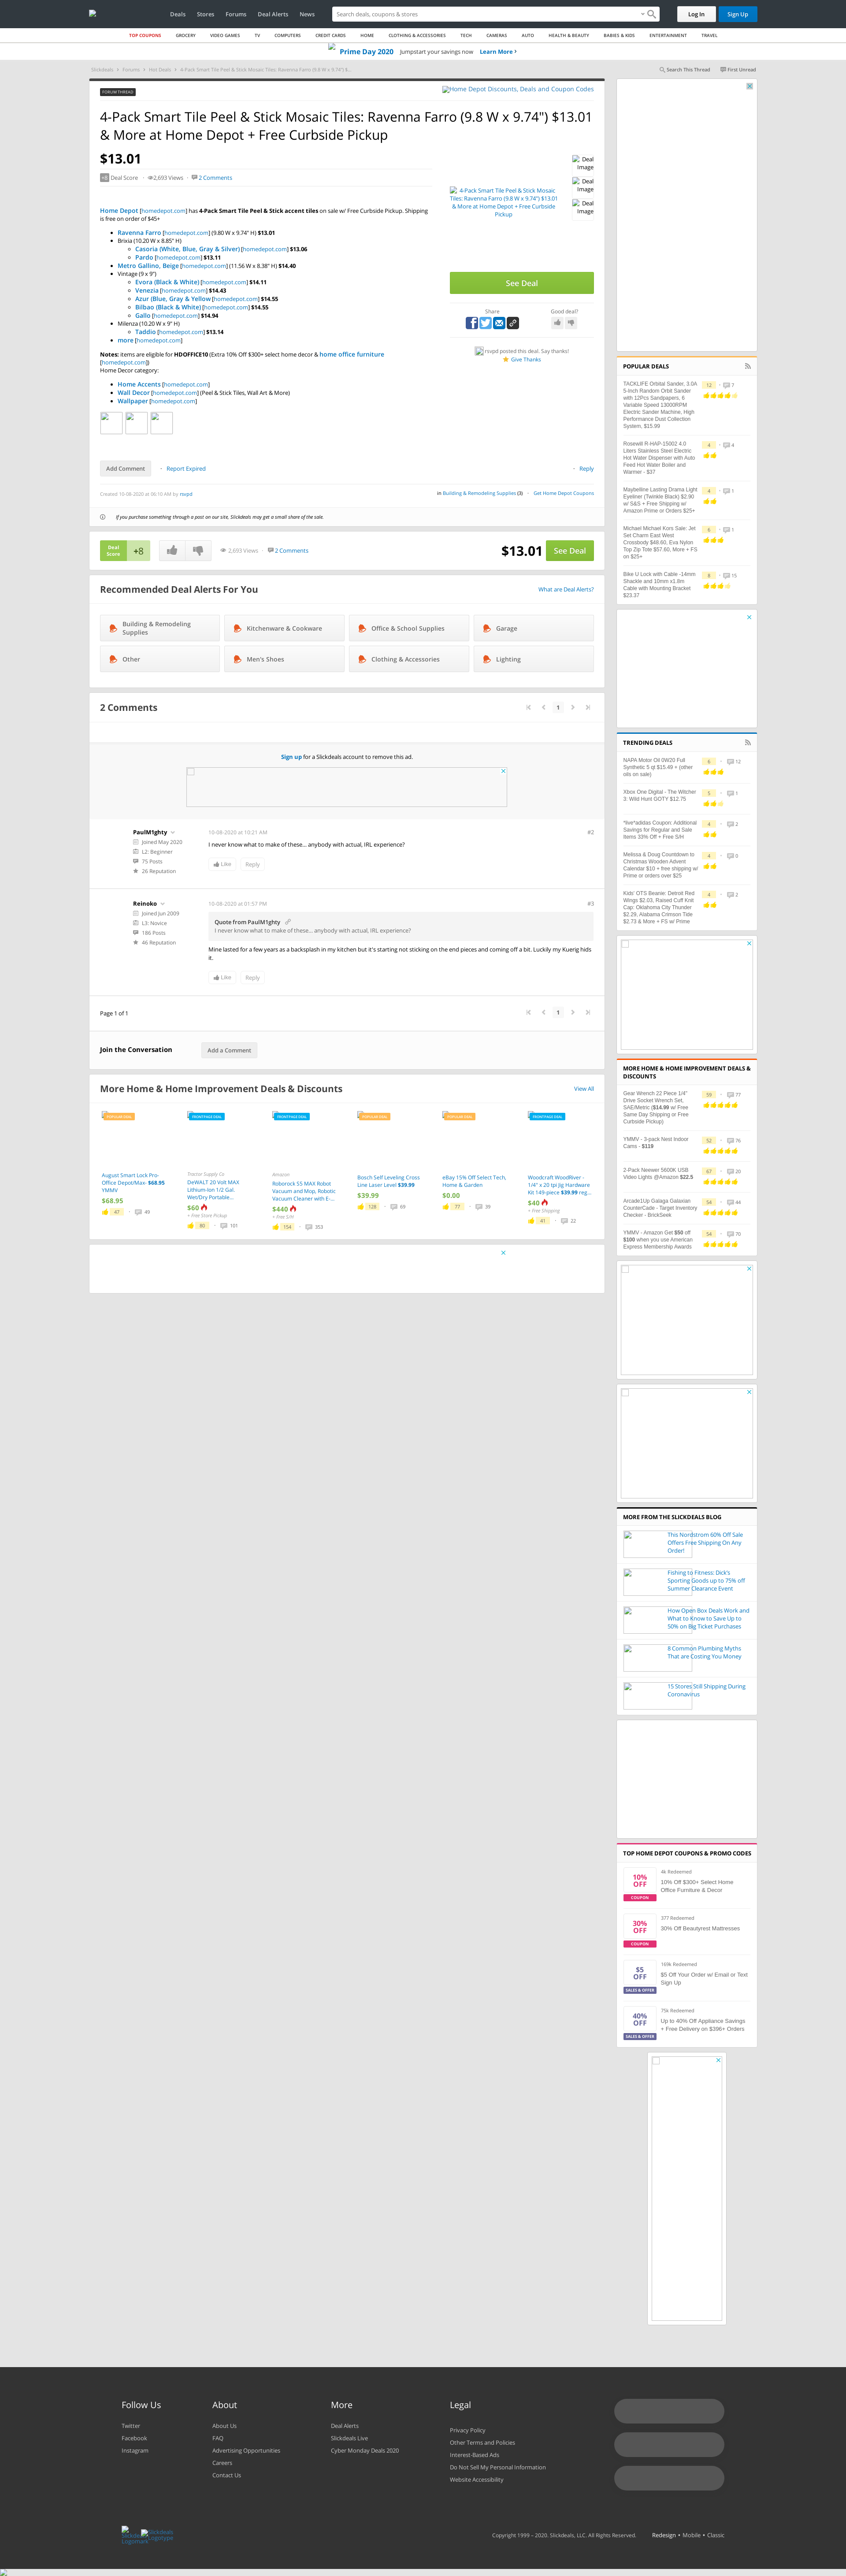 Deals Stores Forums Deal Alerts News
Search deals, coupons & stores
Log In Sign Up
TOP COUPONS GROCERY VIDEO GAMES TV COMPUTERS CREDIT CARDS HOME CLOTHING & ACCESSORIES TECH CAMERAS AUTO HEALTH & BEAUTY BABIES & KIDS ENTERTAINMENT TRAVEL
Prime Day 2020 Jumpstart your savings now Learn More
Slickdeals Forums Hot Deals 4-Pack Smart Tile Peel & Stick Mosaic Tiles: Ravenna Farro (9.8 W x 9.74") $...
Search This Thread First Unread
FORUM THREAD
Home Depot Discounts, Deals and Coupon Codes
4-Pack Smart Tile Peel & Stick Mosaic Tiles: Ravenna Farro (9.8 W x 9.74") $13.01
& More at Home Depot + Free Curbside Pickup
$13.01
+8 Deal Score 2,693 Views 2 Comments
Home Depot [homedepot.com] has 4-Pack Smart Tile Peel & Stick accent tiles on sale w/ Free Curbside Pickup. Shipping
is free on order of $45+
Ravenna Farro [homedepot.com] (9.80 W x 9.74" H) $13.01
Brixia (10.20 W x 8.85" H)
Casoria (White, Blue, Gray & Silver) [homedepot.com] $13.06
Pardo [homedepot.com] $13.11
Metro Gallino, Beige [homedepot.com] (11.56 W x 8.38" H) $14.40
Vintage (9 x 9")
Evora (Black & White) [homedepot.com] $14.11
Venezia [homedepot.com] $14.43
Azur (Blue, Gray & Yellow [homedepot.com] $14.55
Bilbao (Black & White) [homedepot.com] $14.55
Gallo [homedepot.com] $14.94
Milenza (10.20 W x 9" H)
Taddio [homedepot.com] $13.14
more [homedepot.com]
Notes: items are eligible for HDOFFICE10 (Extra 10% Off $300+ select home decor & home office furniture
[homedepot.com])
Home Decor category:
Home Accents [homedepot.com]
Wall Decor [homedepot.com] (Peel & Stick Tiles, Wall Art & More)
Wallpaper [homedepot.com]
4-Pack Smart Tile Peel & Stick Mosaic
Tiles: Ravenna Farro (9.8 W x 9.74") $13.01
& More at Home Depot + Free Curbside
Pickup
Deal Image
Deal Image
Deal Image
See Deal
Share Good deal?
rsvpd posted this deal. Say thanks!
Give Thanks
Add Comment Report Expired Reply
Created 10-08-2020 at 06:10 AM by rsvpd
in Building & Remodeling Supplies (3) Get Home Depot Coupons
If you purchase something through a post on our site, Slickdeals may get a small share of the sale.
Deal Score +8 2,693 Views 2 Comments $13.01 See Deal
Recommended Deal Alerts For You
What are Deal Alerts?
Building & Remodeling Supplies
Kitchenware & Cookware
Office & School Supplies
Garage
Other
Men's Shoes
Clothing & Accessories
Lighting
2 Comments
1
Sign up for a Slickdeals account to remove this ad.
PaulM1ghty
Joined May 2020
L2: Beginner
75 Posts
26 Reputation
10-08-2020 at 10:21 AM #2
I never know what to make of these... anybody with actual, IRL experience?
Like Reply
Reinoko
Joined Jun 2009
L3: Novice
186 Posts
46 Reputation
10-08-2020 at 01:57 PM #3
Quote from PaulM1ghty
I never know what to make of these... anybody with actual, IRL experience?
Mine lasted for a few years as a backsplash in my kitchen but it's starting not sticking on the end pieces and coming off a bit. Luckily my Kuerig hids
it.
Like Reply
Page 1 of 1
1
Join the Conversation Add a Comment
More Home & Home Improvement Deals & Discounts
View All
POPULAR DEAL
August Smart Lock Pro-
Office Depot/Max- $68.95
YMMV
$68.95
47 49
FRONTPAGE DEAL
Tractor Supply Co.
DeWALT 20 Volt MAX
Lithium-Ion 1/2 Gal.
Wet/Dry Portable...
$60
+ Free Store Pickup
80 191
FRONTPAGE DEAL
Amazon
Roborock S5 MAX Robot
Vacuum and Mop, Robotic
Vacuum Cleaner with E-...
$440
+ Free S/H
154 353
POPULAR DEAL
Bosch Self Leveling Cross
Line Laser Level $39.99
$39.99
128 69
POPULAR DEAL
eBay 15% Off Select Tech,
Home & Garden
$0.00
77 39
FRONTPAGE DEAL
Woodcraft WoodRiver -
1/4" x 20 tpi Jig Hardware
Kit 149-piece $39.99 reg...
$40
+ Free Shipping
41 22
POPULAR DEALS
TACKLIFE Orbital Sander, 3.0A
5-Inch Random Orbit Sander
with 12Pcs Sandpapers, 6
Variable Speed 13000RPM
Electric Sander Machine, High
Performance Dust Collection
System, $15.99
12 7
Rosewill R-HAP-15002 4.0
Liters Stainless Steel Electric
Hot Water Dispenser with Auto
Feed Hot Water Boiler and
Warmer - $37
4 4
Maybelline Lasting Drama Light
Eyeliner (Twinkle Black) $2.90
w/ S&S + Free Shipping w/
Amazon Prime or Orders $25+
4 1
Michael Michael Kors Sale: Jet
Set Charm East West
Crossbody $48.60, Eva Nylon
Top Zip Tote $57.60, More + FS
on $25+
6 1
Bike U Lock with Cable -14mm
Shackle and 10mm x1.8m
Cable with Mounting Bracket
$23.37
8 15
TRENDING DEALS
NAPA Motor Oil 0W20 Full
Synthetic 5 qt $15.49 + (other
oils on sale)
6 12
Xbox One Digital - The Witcher
3: Wild Hunt GOTY $12.75
5 1
*live*adidas Coupon: Additional
Savings for Regular and Sale
Items 33% Off + Free S/H
4 2
Melissa & Doug Countdown to
Christmas Wooden Advent
Calendar $10 + free shipping w/
Prime or orders over $25
4 0
Kids' OTS Beanie: Detroit Red
Wings $2.03, Raised Cuff Knit
Cap: Oklahoma City Thunder
$2.29, Alabama Crimson Tide
$2.73 & More + FS w/ Prime
4 2
MORE HOME & HOME IMPROVEMENT DEALS &
DISCOUNTS
Gear Wrench 22 Piece 1/4"
Drive Socket Wrench Set,
SAE/Metric ($14.99 w/ Free
Same Day Shipping or Free
Curbside Pickup)
59 77
YMMV - 3-pack Nest Indoor
Cams - $119
52 76
2-Pack Neewer 5600K USB
Video Lights @Amazon $22.5
67 20
Arcade1Up Galaga Galaxian
CounterCade - Target Inventory
Checker - BrickSeek
54 44
YMMV - Amazon Get $50 off
$100 when you use American
Express Membership Awards
54 70
MORE FROM THE SLICKDEALS BLOG
This Nordstrom 60% Off Sale
Offers Free Shipping On Any
Order!
Fishing to Fitness: Dick's
Sporting Goods up to 75% off
Summer Clearance Event
How Open Box Deals Work and
What to Know to Save Up to
50% on Big Ticket Purchases
8 Common Plumbing Myths
That are Costing You Money
15 Stores Still Shipping During
Coronavirus
TOP HOME DEPOT COUPONS & PROMO CODES
10% OFF COUPON
4k Redeemed
10% Off $300+ Select Home
Office Furniture & Decor
30% OFF COUPON
377 Redeemed
30% Off Beautyrest Mattresses
$5 OFF SALES & OFFER
169k Redeemed
$5 Off Your Order w/ Email or Text
Sign Up
40% OFF SALES & OFFER
75k Redeemed
Up to 40% Off Appliance Savings
+ Free Delivery on $396+ Orders
Follow Us
Twitter
Facebook
Instagram
About
About Us
FAQ
Advertising Opportunities
Careers
Contact Us
More
Deal Alerts
Slickdeals Live
Cyber Monday Deals 2020
Legal
Privacy Policy
Other Terms and Policies
Interest-Based Ads
Do Not Sell My Personal Information
Website Accessibility
Slickdeals Logomark Slickdeals Logotype
Copyright 1999 - 2020. Slickdeals, LLC. All Rights Reserved. Redesign • Mobile • Classic